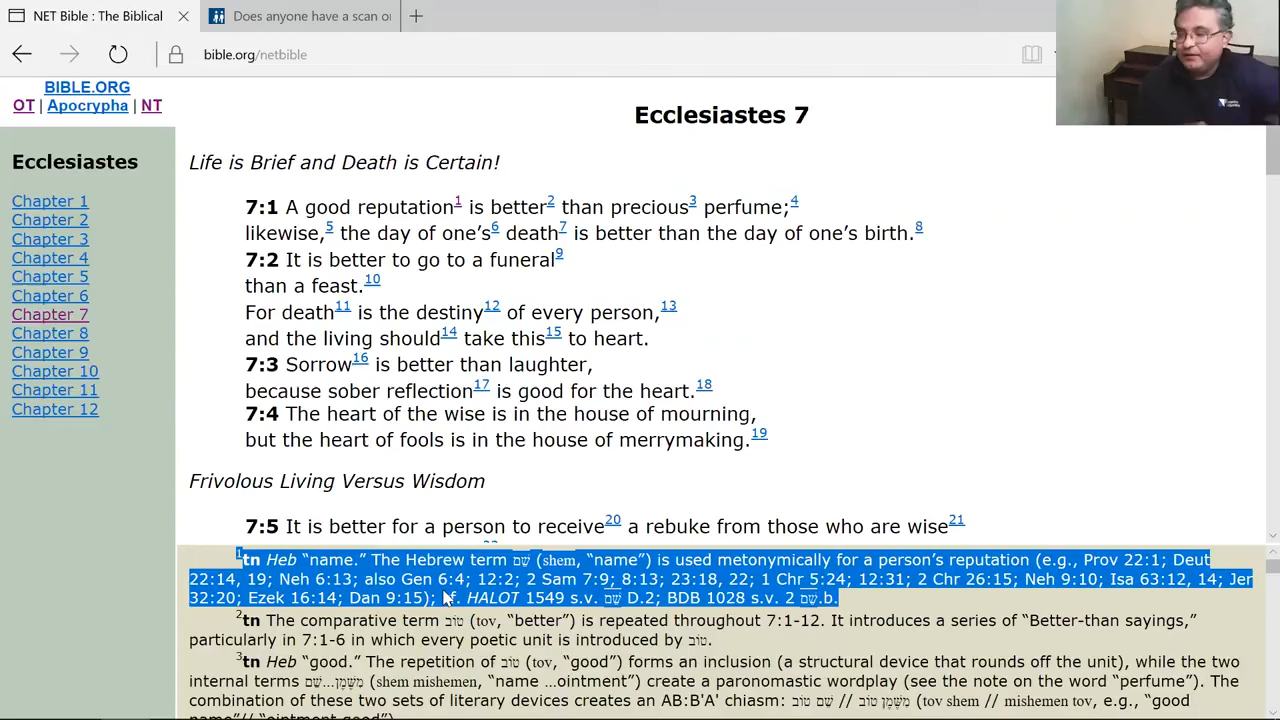 NET Bible : The Biblical
Does anyone have a scan or
bible.org/netbible
BIBLE.ORG
OT | Apocrypha | NT
Ecclesiastes
Chapter 1
Chapter 2
Chapter 3
Chapter 4
Chapter 5
Chapter 6
Chapter 7
Chapter 8
Chapter 9
Chapter 10
Chapter 11
Chapter 12
Ecclesiastes 7
Life is Brief and Death is Certain!
7:1 A good reputation1 is better2 than precious3 perfume;4
likewise,5 the day of one’s6 death7 is better than the day of one’s birth.8
7:2 It is better to go to a funeral9
than a feast.10
For death11 is the destiny12 of every person,13
and the living should14 take this15 to heart.
7:3 Sorrow16 is better than laughter,
because sober reflection17 is good for the heart.18
7:4 The heart of the wise is in the house of mourning,
but the heart of fools is in the house of merrymaking.19
Frivolous Living Versus Wisdom
7:5 It is better for a person to receive20 a rebuke from those who are wise21
1tn Heb “name.” The Hebrew term שֵׁם (shem, “name”) is used metonymically for a person’s reputation (e.g., Prov 22:1; Deut
22:14, 19; Neh 6:13; also Gen 6:4; 12:2; 2 Sam 7:9; 8:13; 23:18, 22; 1 Chr 5:24; 12:31; 2 Chr 26:15; Neh 9:10; Isa 63:12, 14; Jer
32:20; Ezek 16:14; Dan 9:15); cf. HALOT 1549 s.v. שֵׁם D.2; BDB 1028 s.v. 2 שֵׁם.b.
2tn The comparative term טוֹב (tov, “better”) is repeated throughout 7:1-12. It introduces a series of “Better-than sayings,”
particularly in 7:1-6 in which every poetic unit is introduced by טוֹב.
3tn Heb “good.” The repetition of טוֹב (tov, “good”) forms an inclusion (a structural device that rounds off the unit), while the two
internal terms שֵׁם...מִשֶּׁמֶן (shem mishemen, “name ...ointment”) create a paronomastic wordplay (see the note on the word “perfume”). The
combination of these two sets of literary devices creates an AB:B'A' chiasm: טוֹב שֵׁם // מִשֶּׁמֶן טוֹב (tov shem // mishemen tov, e.g., “good
name”// “ointment good”)